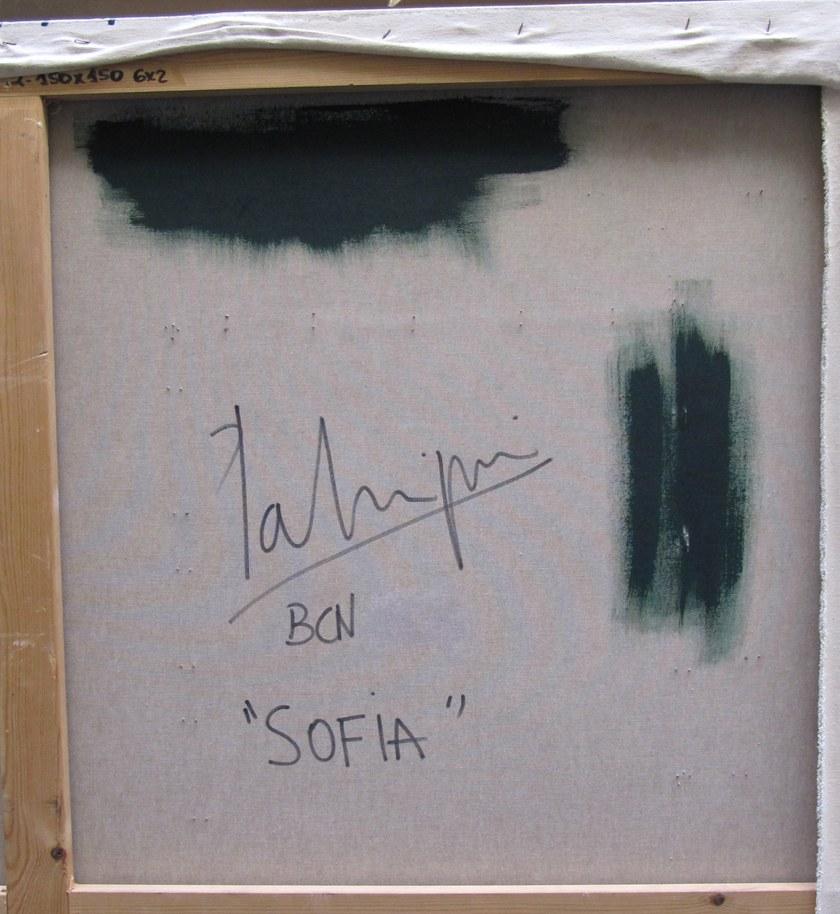 150x150 6x2
BCN
"SOFiA"